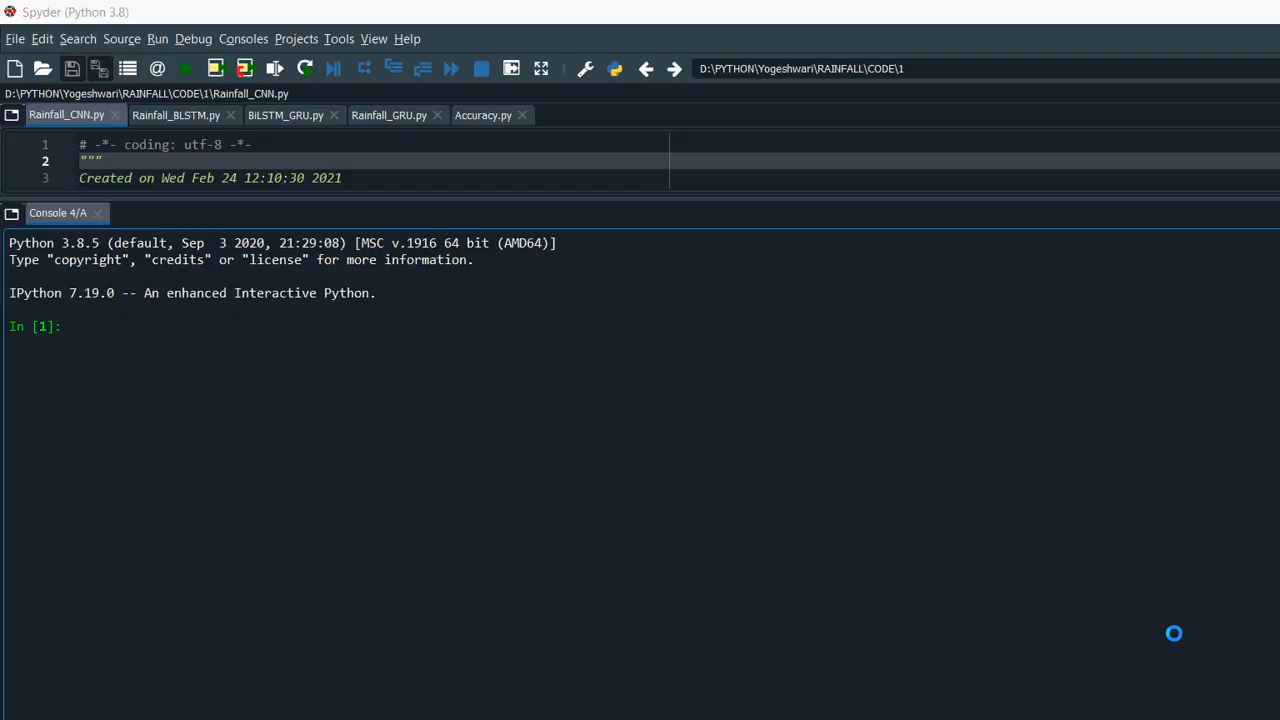 Spyder (Python 3.8)
File Edit Search Source Run Debug Consoles Projects Tools View Help
D:\PYTHON\Yogeshwari\RAINFALL\CODE\1
D:\PYTHON\Yogeshwari\RAINFALL\CODE\1\Rainfall_CNN.py
Rainfall_CNN.py Rainfall_BLSTM.py BiLSTM_GRU.py Rainfall_GRU.py Accuracy.py
1 # -*- coding: utf-8 -*-
2 """
3 Created on Wed Feb 24 12:10:30 2021
Console 4/A
Python 3.8.5 (default, Sep  3 2020, 21:29:08) [MSC v.1916 64 bit (AMD64)]
Type "copyright", "credits" or "license" for more information.
IPython 7.19.0 -- An enhanced Interactive Python.
In [1]: